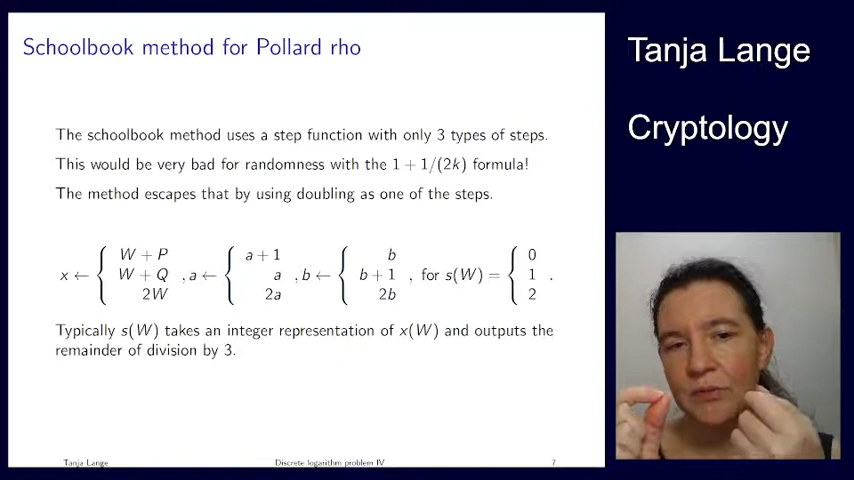 Schoolbook method for Pollard rho
The schoolbook method uses a step function with only 3 types of steps.
This would be very bad for randomness with the 1 + 1/(2k) formula!
The method escapes that by using doubling as one of the steps.
x ← { W + P, W + Q, 2W , a ← { a + 1, a, 2a , b ← { b, b + 1, 2b , for s(W) = { 0, 1, 2 .
Typically s(W) takes an integer representation of x(W) and outputs the
remainder of division by 3.
Tanja Lange
Discrete logarithm problem IV
7
Tanja Lange
Cryptology